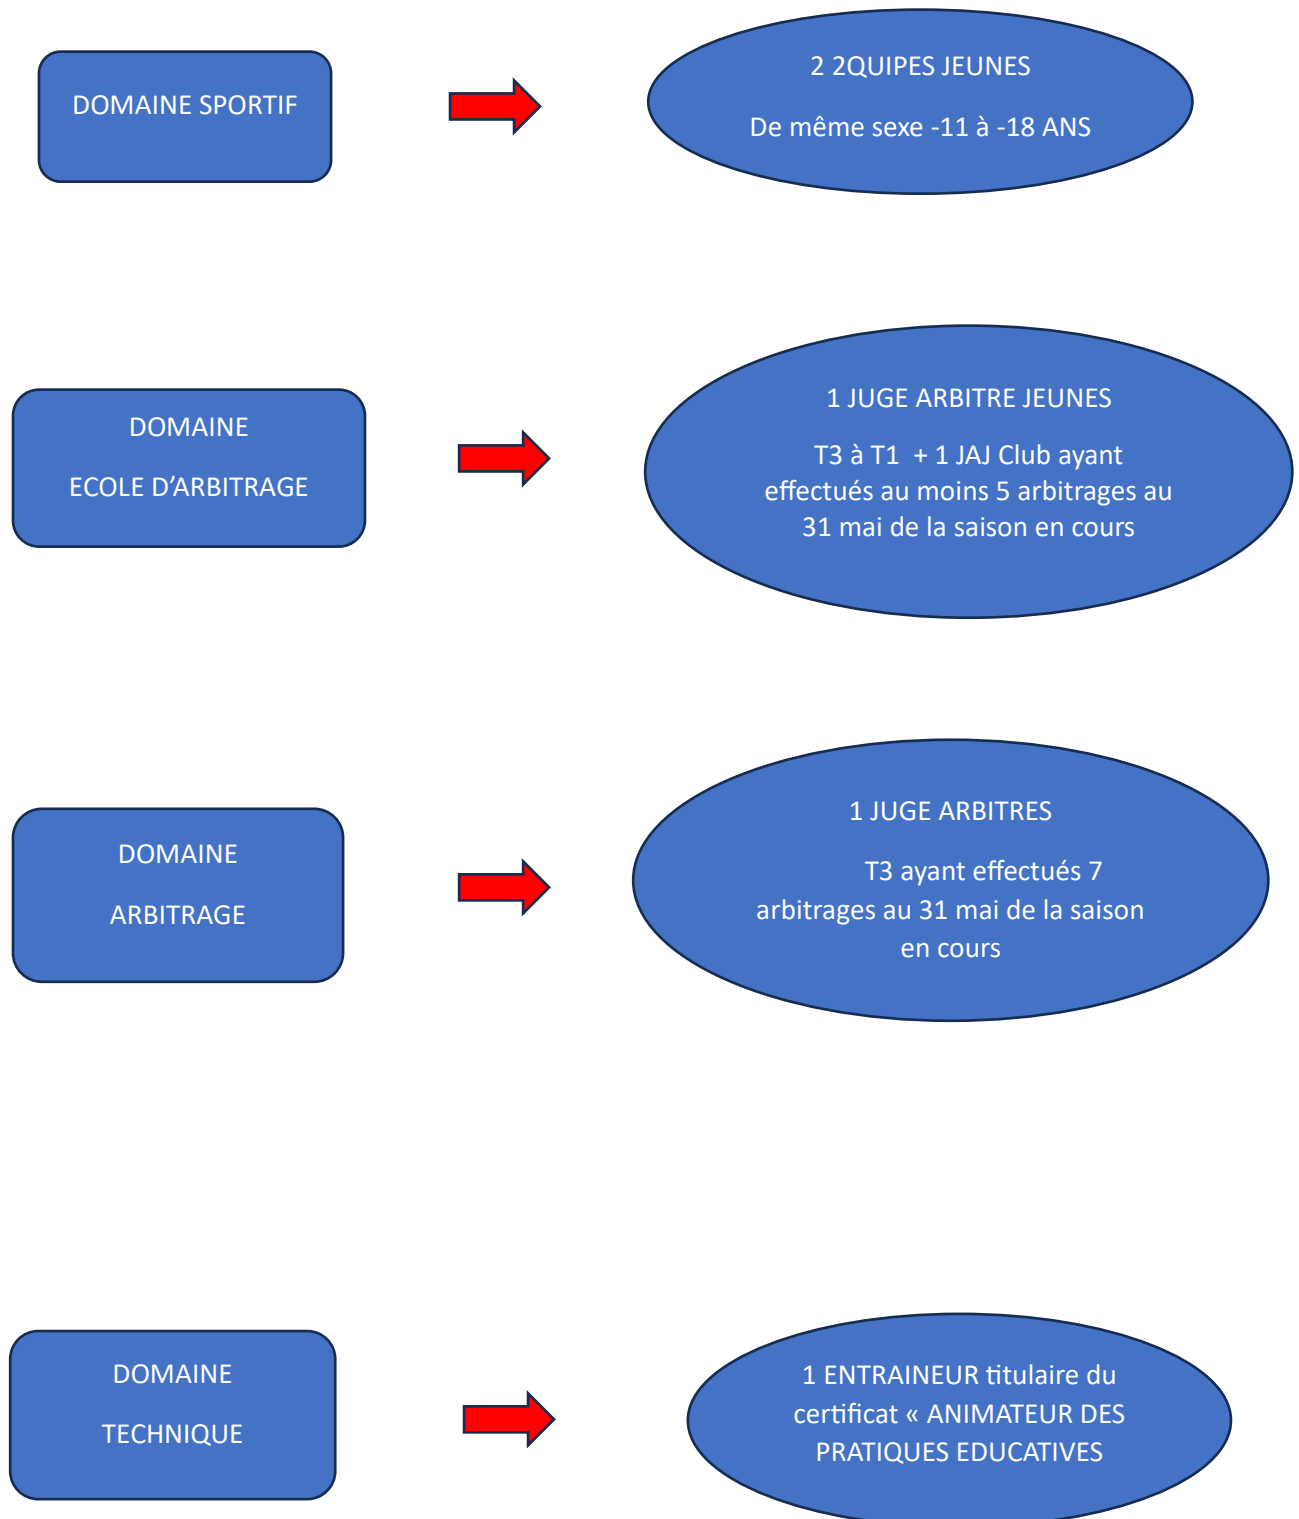 DOMAINE SPORTIF
2 2QUIPES JEUNES
De même sexe -11 à -18 ANS
DOMAINE
ECOLE D’ARBITRAGE
1 JUGE ARBITRE JEUNES
T3 à T1 + 1 JAJ Club ayant
effectués au moins 5 arbitrages au
31 mai de la saison en cours
DOMAINE
ARBITRAGE
1 JUGE ARBITRES
T3 ayant effectués 7
arbitrages au 31 mai de la saison
en cours
DOMAINE
TECHNIQUE
1 ENTRAINEUR titulaire du
certificat « ANIMATEUR DES
PRATIQUES EDUCATIVES